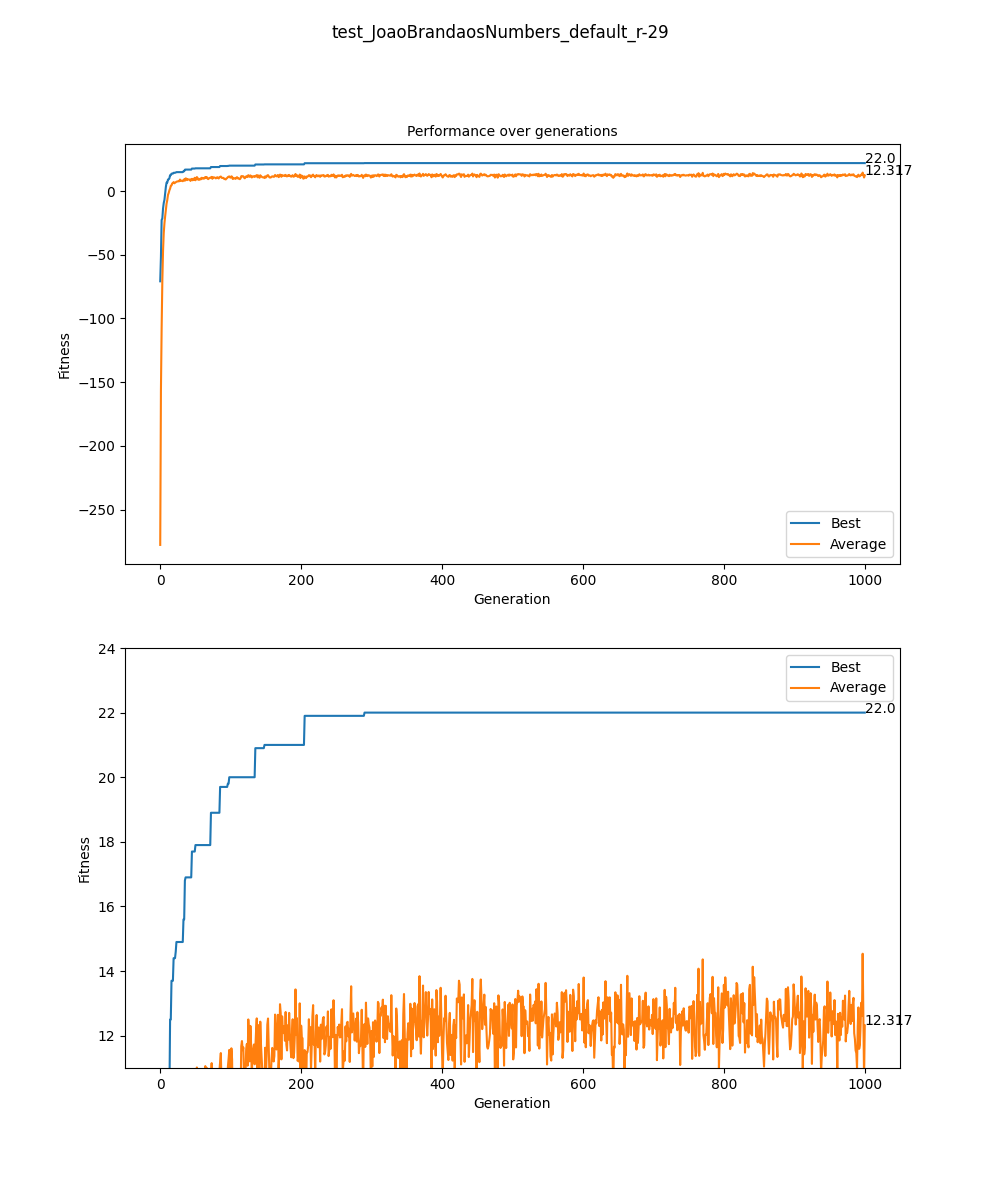 test_JoaoBrandaosNumbers_default_r-29
Performance over generations
22.0
12.317
0
−50
−100
−150
−200
−250
Fitness
Best
Average
0 200 400 600 800 1000
Generation
24
22
20
18
16
14
12
Fitness
Best
Average
22.0
12.317
0 200 400 600 800 1000
Generation